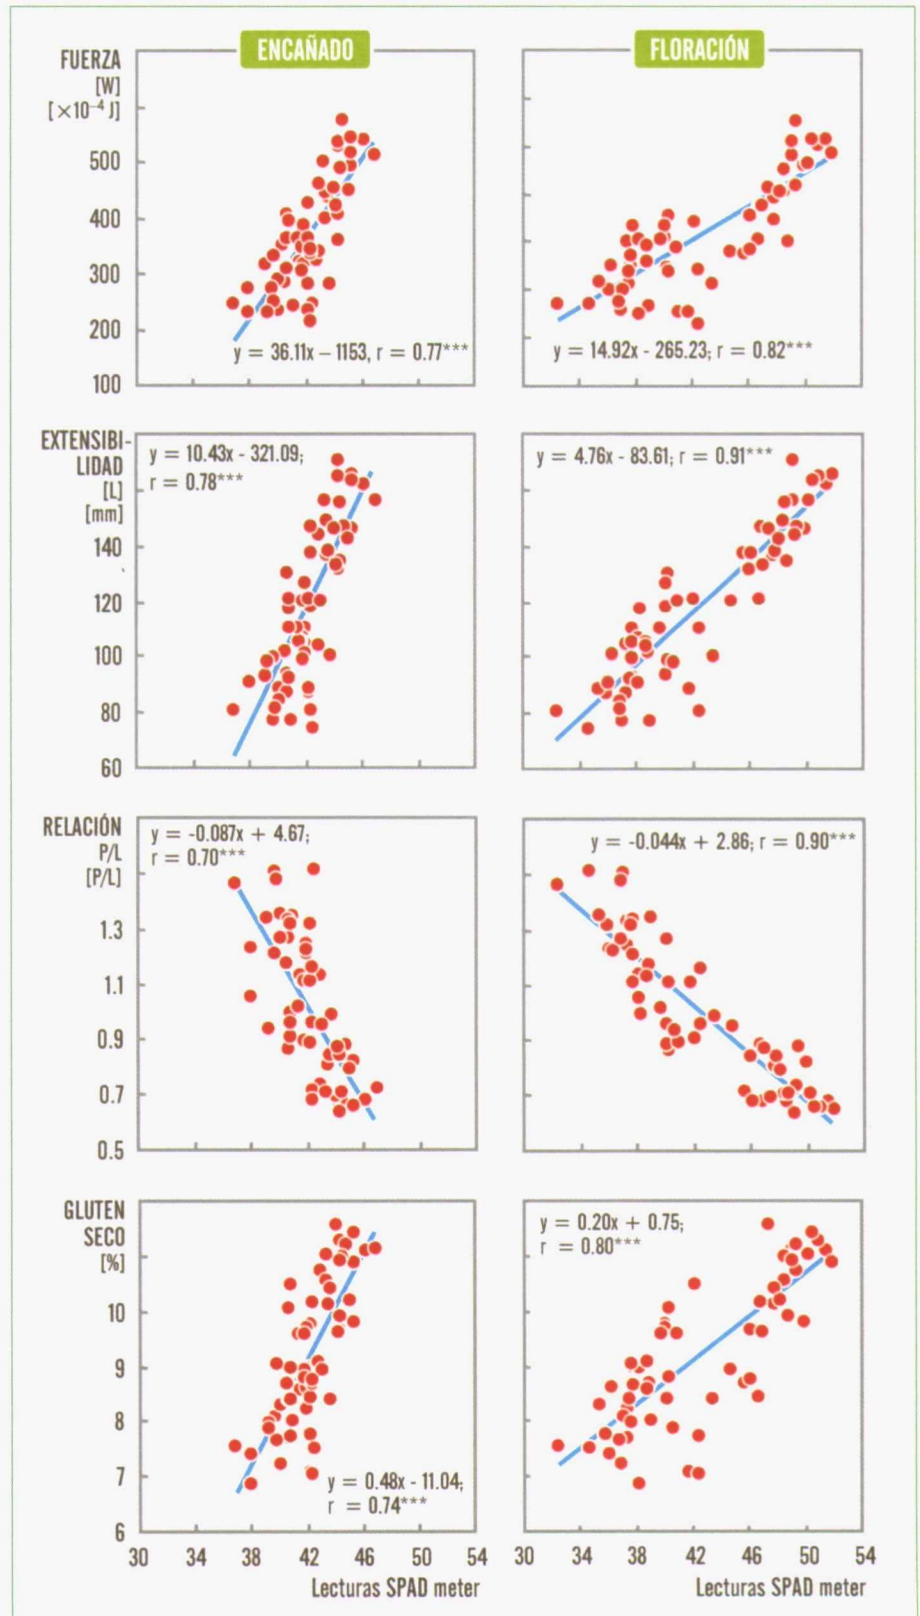 ENCAÑADO
FLORACIÓN
FUERZA
[W]
[×10⁻⁴ J]
500
400
300
200
100
y = 36.11x – 1153, r = 0.77***
y = 14.92x - 265.23; r = 0.82***
EXTENSIBI-
LIDAD
[L]
[mm]
140
120
100
80
60
y = 10.43x - 321.09;
r = 0.78***
y = 4.76x - 83.61; r = 0.91***
RELACIÓN
P/L
[P/L]
1.3
1.1
0.9
0.7
0.5
y = -0.087x + 4.67;
r = 0.70***
y = -0.044x + 2.86; r = 0.90***
GLUTEN
SECO
[%]
10
9
8
7
6
y = 0.48x - 11.04;
r = 0.74***
y = 0.20x + 0.75;
r = 0.80***
30 34 38 42 46 50 54
30 34 38 42 46 50 54
Lecturas SPAD meter
Lecturas SPAD meter